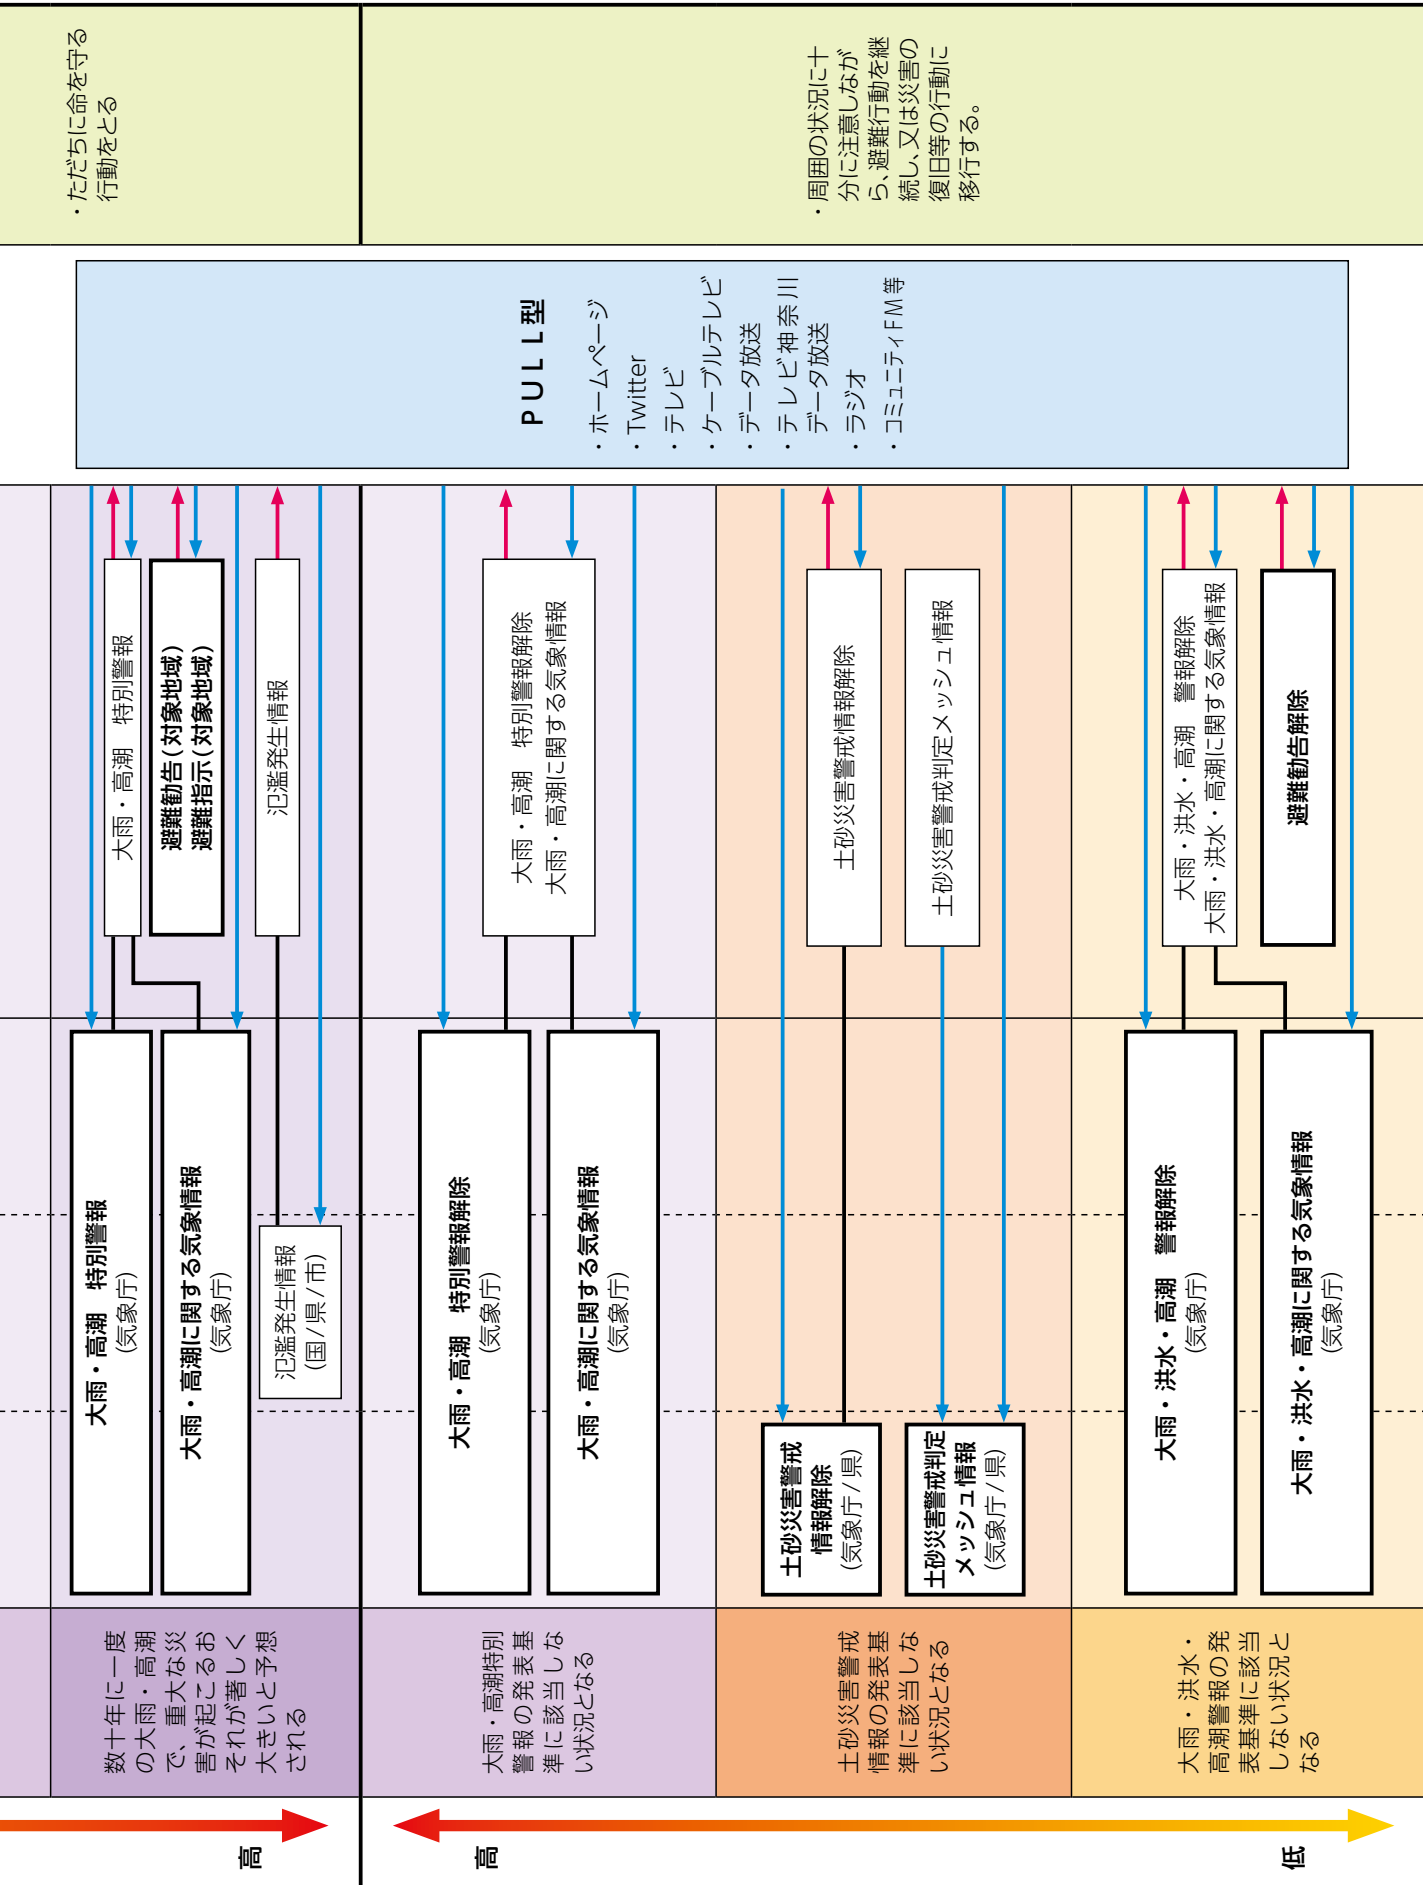 ・ただちに命を守る
行動をとる
・周囲の状況に十
分に注意しなが
ら、避難行動を継
続し、又は災害の
復旧等の行動に
移行する。
ＰＵＬＬ型
・ホームページ
・Twitter
・テレビ
・ケーブルテレビ
・データ放送
・テレビ神奈川
データ放送
・ラジオ
・コミュニティFM等
大雨・高潮　特別警報
避難勧告(対象地域)
避難指示(対象地域)
氾濫発生情報
大雨・高潮　特別警報解除
大雨・高潮に関する気象情報
土砂災害警戒情報解除
土砂災害警戒判定メッシュ情報
大雨・洪水・高潮　警報解除
大雨・洪水・高潮に関する気象情報
避難勧告解除
大雨・高潮　特別警報
(気象庁)
大雨・高潮に関する気象情報
(気象庁)
氾濫発生情報
(国/県/市)
大雨・高潮　特別警報解除
(気象庁)
大雨・高潮に関する気象情報
(気象庁)
土砂災害警戒
情報解除
(気象庁/県)
土砂災害警戒判定
メッシュ情報
(気象庁/県)
大雨・洪水・高潮　警報解除
(気象庁)
大雨・洪水・高潮に関する気象情報
(気象庁)
数十年に一度
の大雨・高潮
で、重大な災
害が起こるお
それが著しく
大きいと予想
される
大雨・高潮特別
警報の発表基
準に該当しな
い状況となる
土砂災害警戒
情報の発表基
準に該当しな
い状況となる
大雨・洪水・
高潮警報の発
表基準に該当
しない状況と
なる
高
高
低